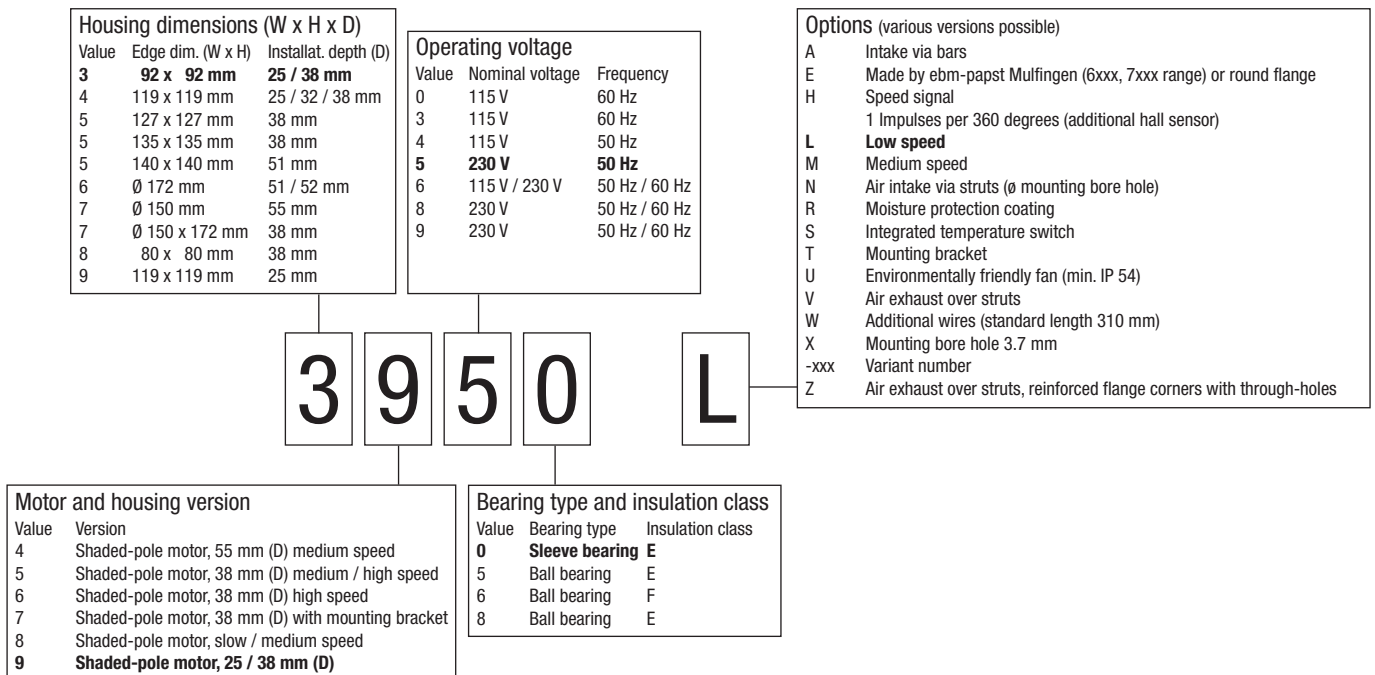 Housing dimensions (W x H x D)
Value Edge dim. (W x H) Installat. depth (D)
3 92 x 92 mm 25 / 38 mm
4 119 x 119 mm 25 / 32 / 38 mm
5 127 x 127 mm 38 mm
5 135 x 135 mm 38 mm
5 140 x 140 mm 51 mm
6 Ø 172 mm 51 / 52 mm
7 Ø 150 mm 55 mm
7 Ø 150 x 172 mm 38 mm
8 80 x 80 mm 38 mm
9 119 x 119 mm 25 mm
Operating voltage
Value Nominal voltage Frequency
0 115 V 60 Hz
3 115 V 60 Hz
4 115 V 50 Hz
5 230 V 50 Hz
6 115 V / 230 V 50 Hz / 60 Hz
8 230 V 50 Hz / 60 Hz
9 230 V 50 Hz / 60 Hz
Options (various versions possible)
A Intake via bars
E Made by ebm-papst Mulfingen (6xxx, 7xxx range) or round flange
H Speed signal
1 Impulses per 360 degrees (additional hall sensor)
L Low speed
M Medium speed
N Air intake via struts (ø mounting bore hole)
R Moisture protection coating
S Integrated temperature switch
T Mounting bracket
U Environmentally friendly fan (min. IP 54)
V Air exhaust over struts
W Additional wires (standard length 310 mm)
X Mounting bore hole 3.7 mm
-xxx Variant number
Z Air exhaust over struts, reinforced flange corners with through-holes
3 9 5 0 L
Motor and housing version
Value Version
4 Shaded-pole motor, 55 mm (D) medium speed
5 Shaded-pole motor, 38 mm (D) medium / high speed
6 Shaded-pole motor, 38 mm (D) high speed
7 Shaded-pole motor, 38 mm (D) with mounting bracket
8 Shaded-pole motor, slow / medium speed
9 Shaded-pole motor, 25 / 38 mm (D)
Bearing type and insulation class
Value Bearing type Insulation class
0 Sleeve bearing E
5 Ball bearing E
6 Ball bearing F
8 Ball bearing E